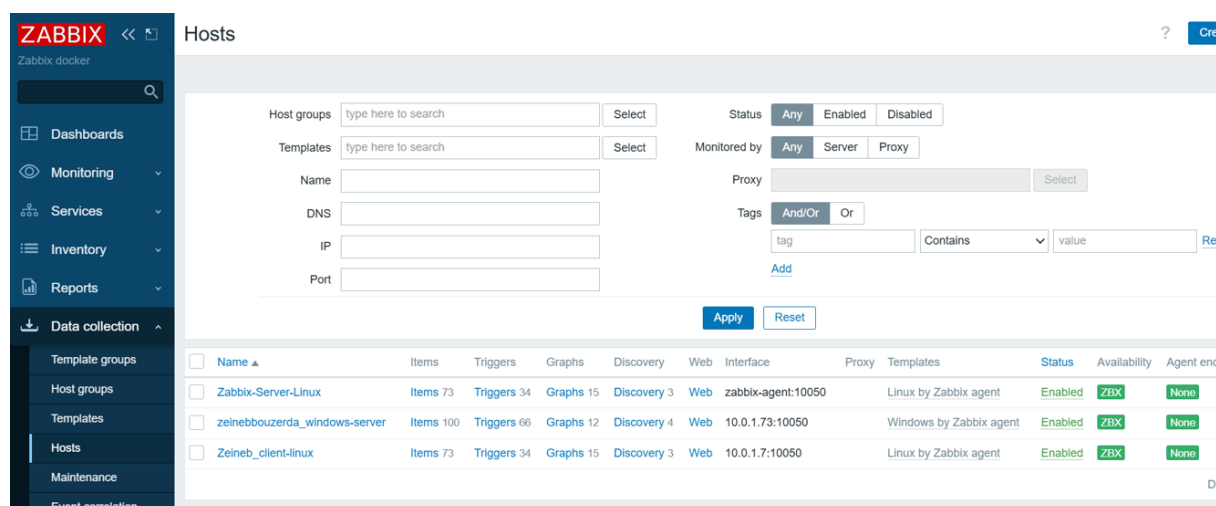 ZABBIX
Zabbix docker
Dashboards
Monitoring
Services
Inventory
Reports
Data collection
Template groups
Host groups
Templates
Hosts
Maintenance
Event correlation
Hosts
? Cre
Host groups type here to search Select
Templates type here to search Select
Name
DNS
IP
Port
Status Any Enabled Disabled
Monitored by Any Server Proxy
Proxy Select
Tags And/Or Or
tag Contains value Re
Add
Apply Reset
Name Items Triggers Graphs Discovery Web Interface Proxy Templates Status Availability Agent enc
Zabbix-Server-Linux Items 73 Triggers 34 Graphs 15 Discovery 3 Web zabbix-agent:10050 Linux by Zabbix agent Enabled ZBX None
zeinebbouzerda_windows-server Items 100 Triggers 66 Graphs 12 Discovery 4 Web 10.0.1.73:10050 Windows by Zabbix agent Enabled ZBX None
Zeineb_client-linux Items 73 Triggers 34 Graphs 15 Discovery 3 Web 10.0.1.7:10050 Linux by Zabbix agent Enabled ZBX None
D